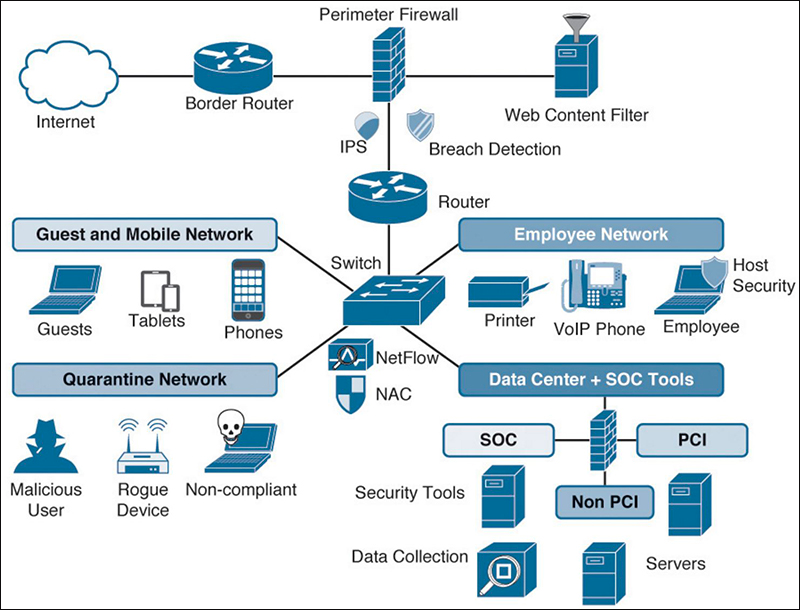 Perimeter Firewall
Internet
Border Router
Web Content Filter
IPS
Breach Detection
Router
Guest and Mobile Network
Employee Network
Switch
Guests
Tablets
Phones
Printer
VoIP Phone
Employee
Host
Security
NetFlow
NAC
Quarantine Network
Data Center + SOC Tools
Malicious
User
Rogue
Device
Non-compliant
SOC
PCI
Non PCI
Security Tools
Data Collection
Servers